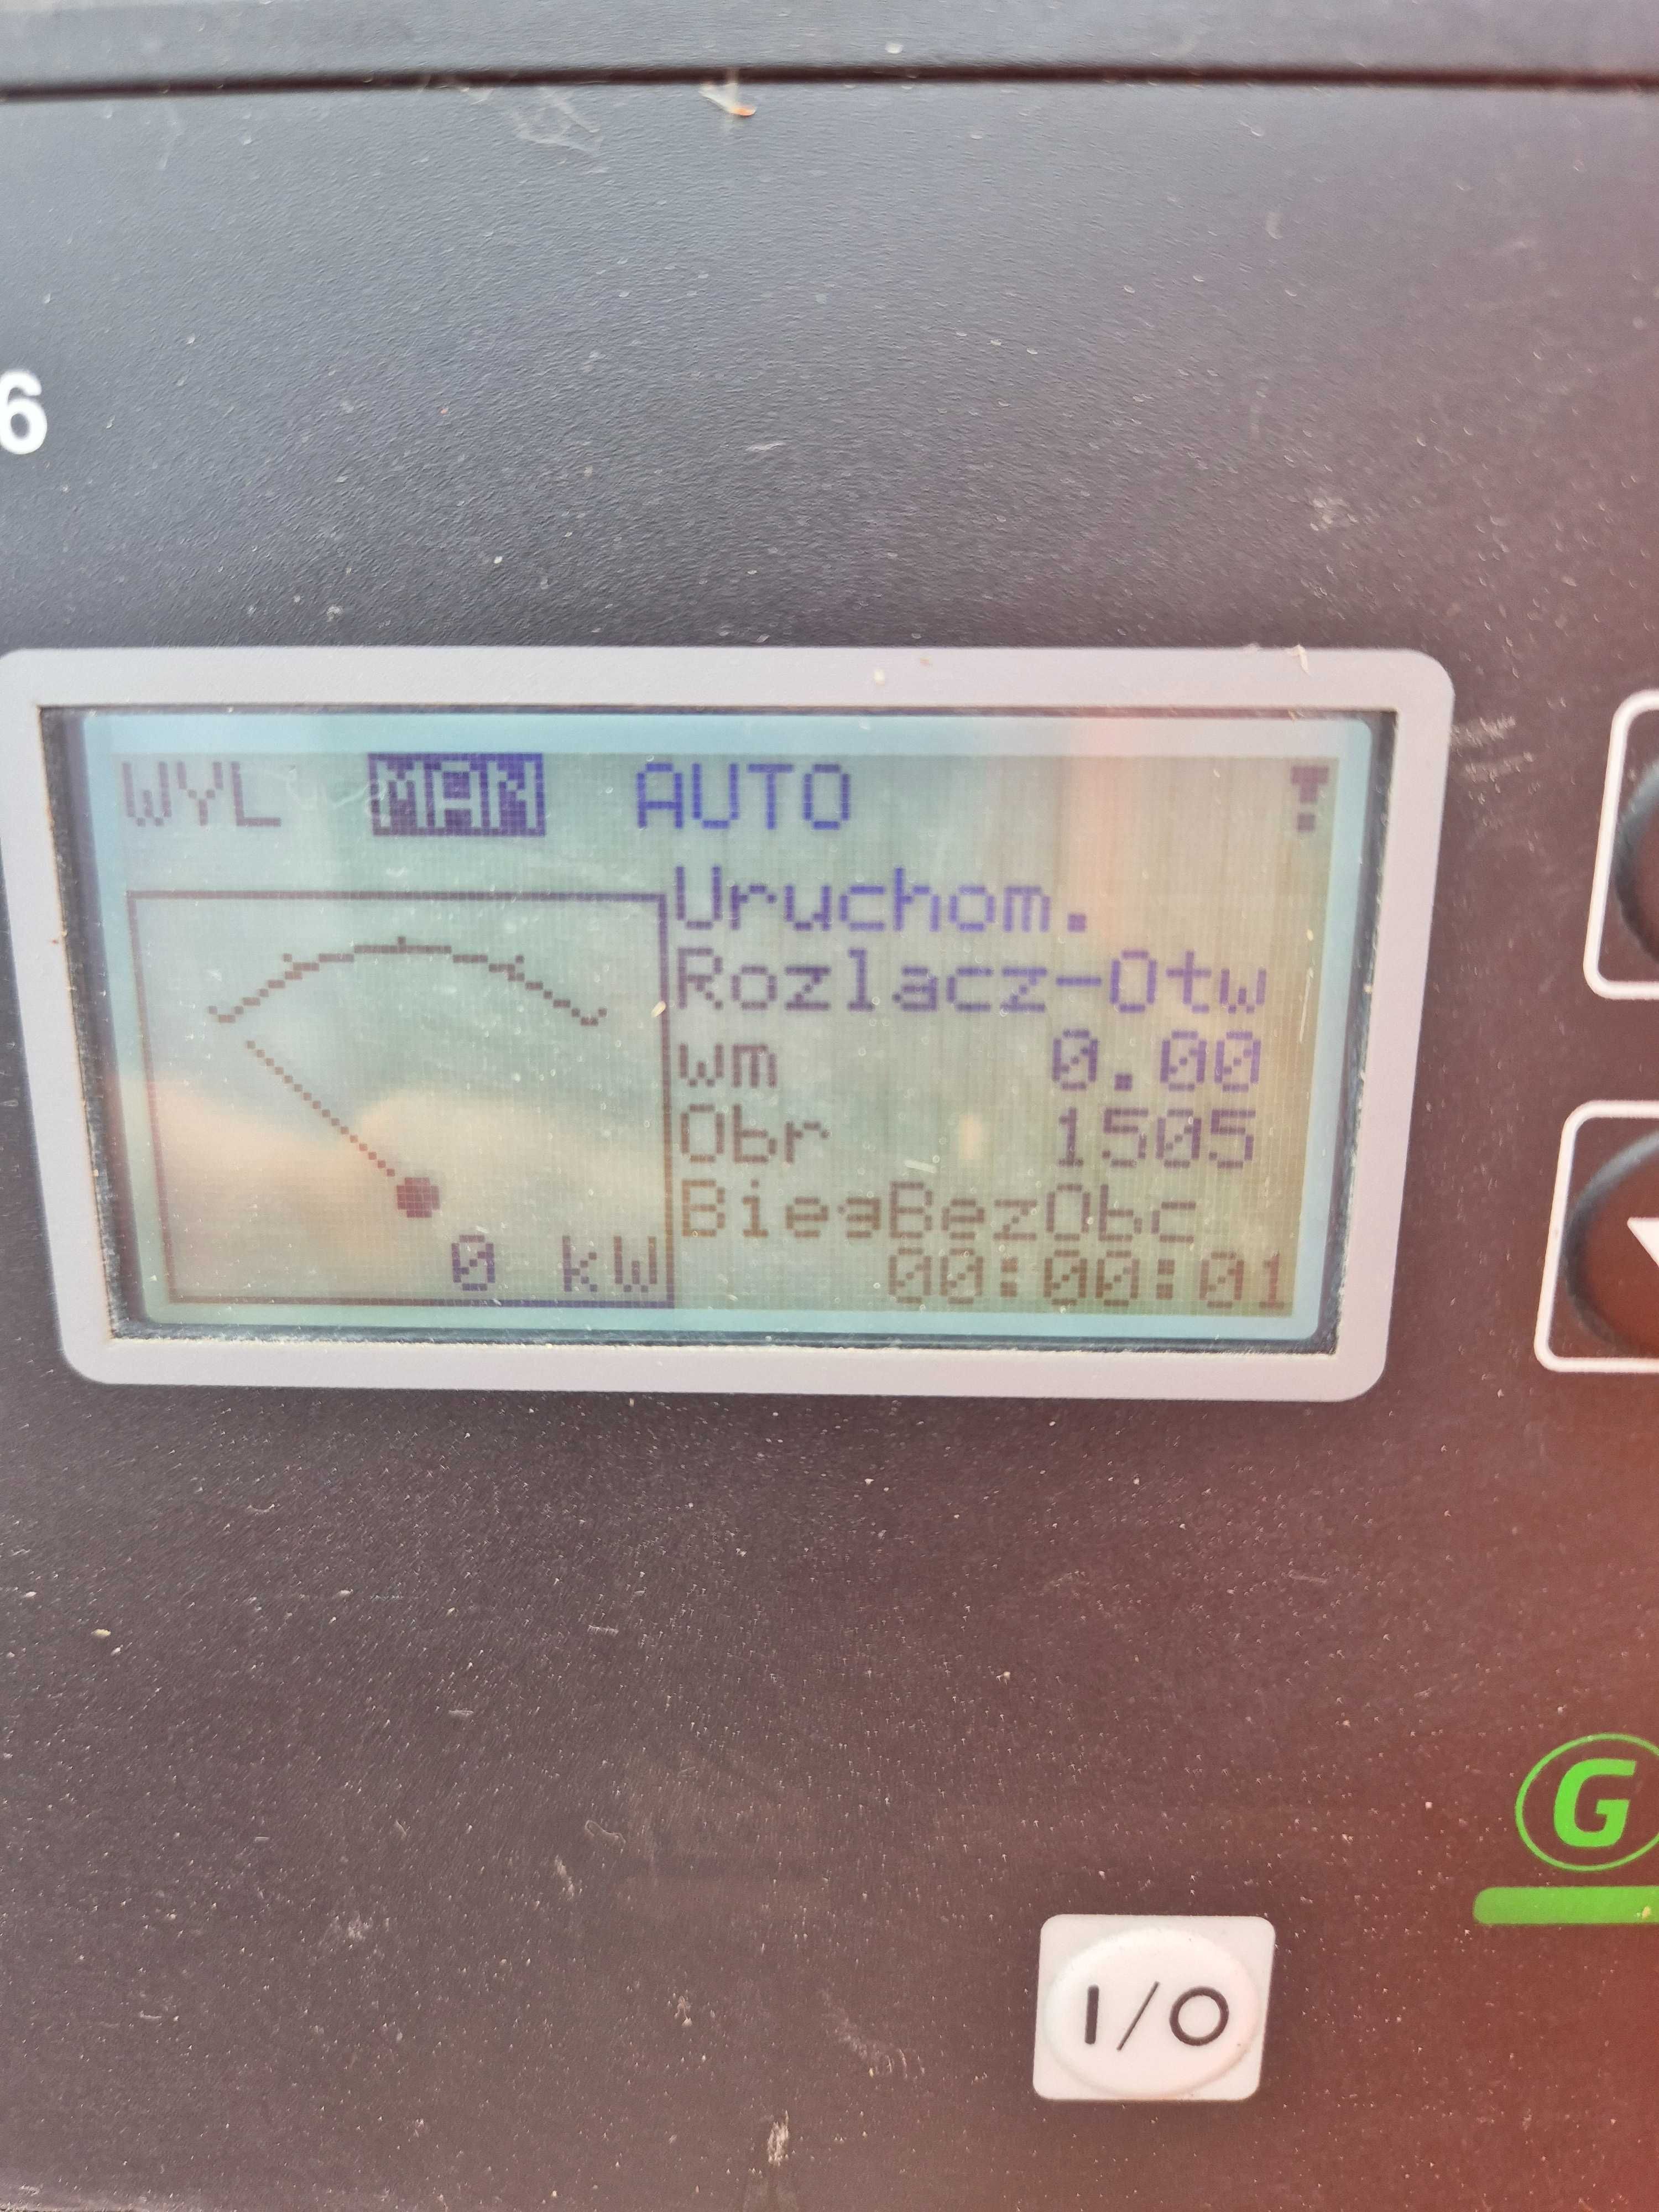 6
WYL MAN AUTO !
Uruchom.
Rozlacz-Otw
wm 0.00
Obr 1505
BiegBezObc
00:00:01
0 kW
G
I/O